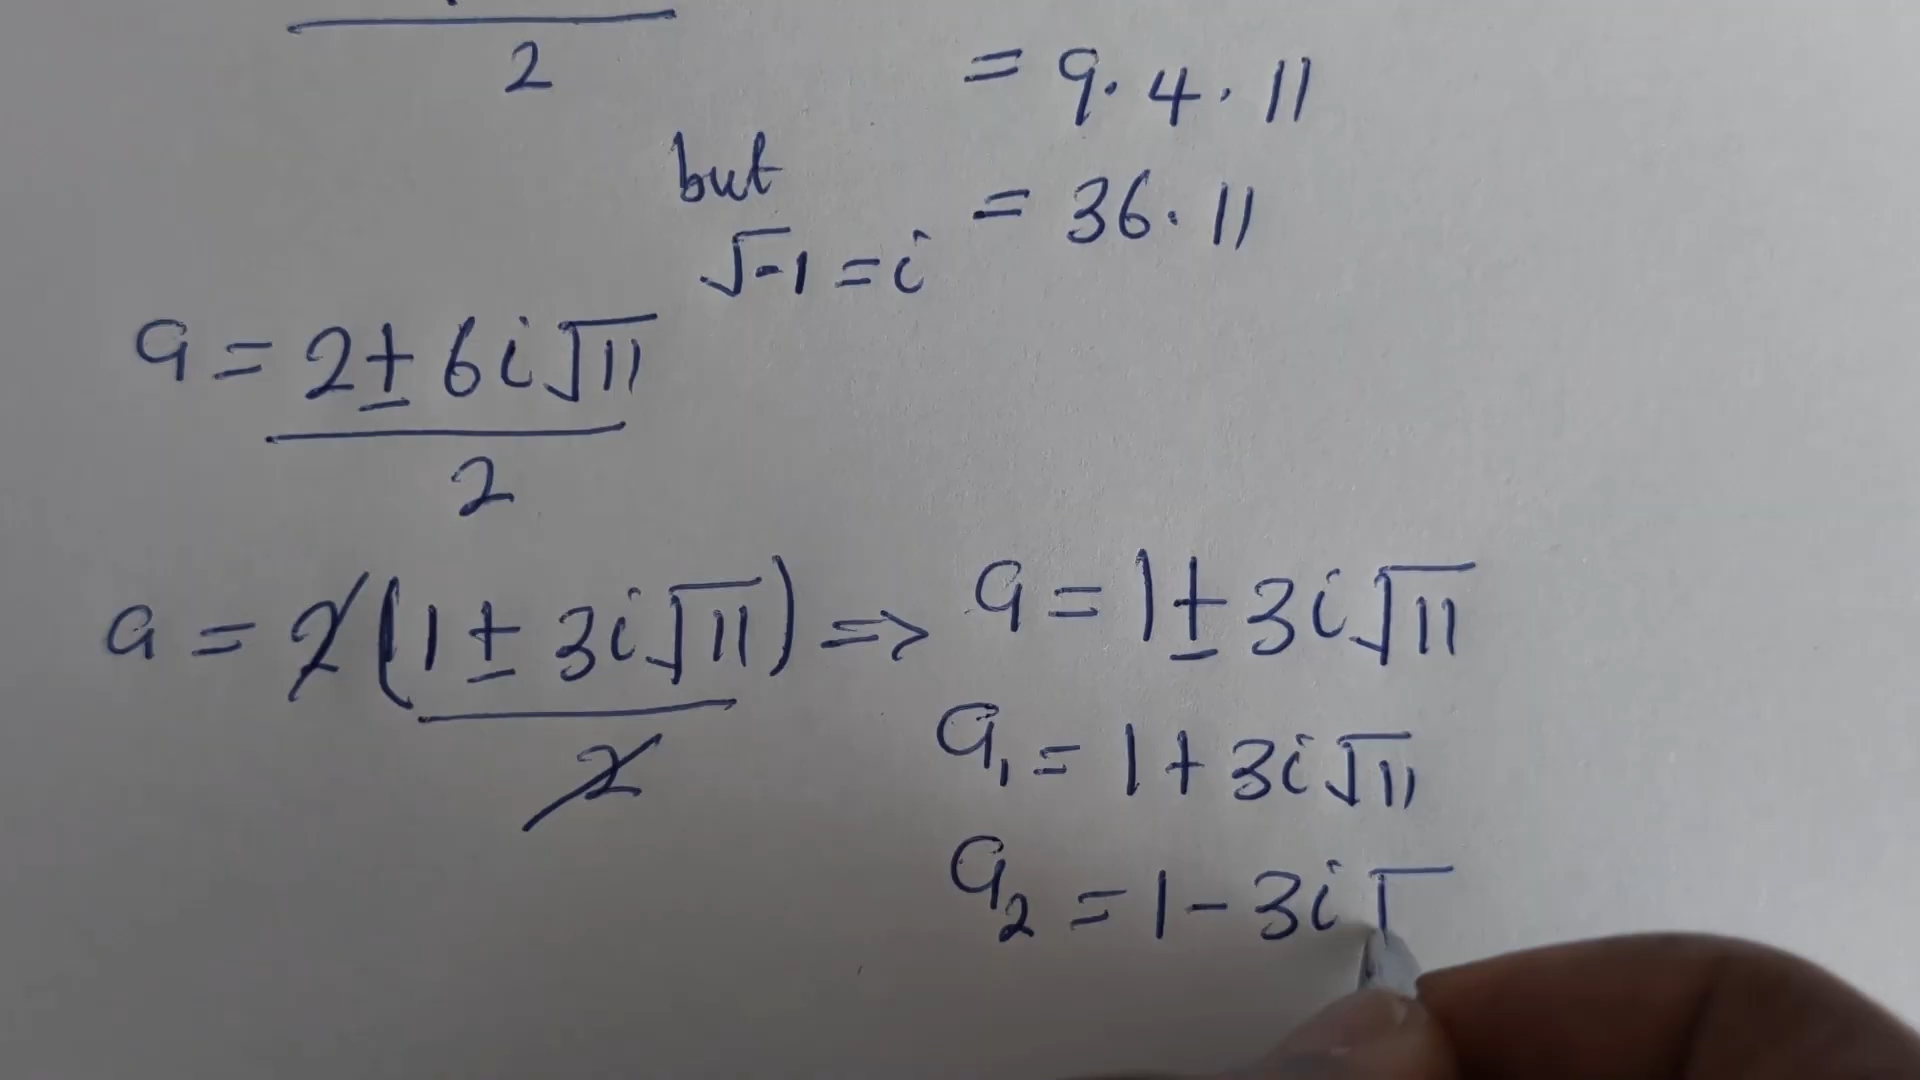 2
= 9·4·11
but
= 36·11
√-1 = i
a = 2 ± 6i√11
2
a = 2(1 ± 3i√11) => a = 1 ± 3i√11
2
a₁ = 1 + 3i√11
a₂ = 1 - 3i√